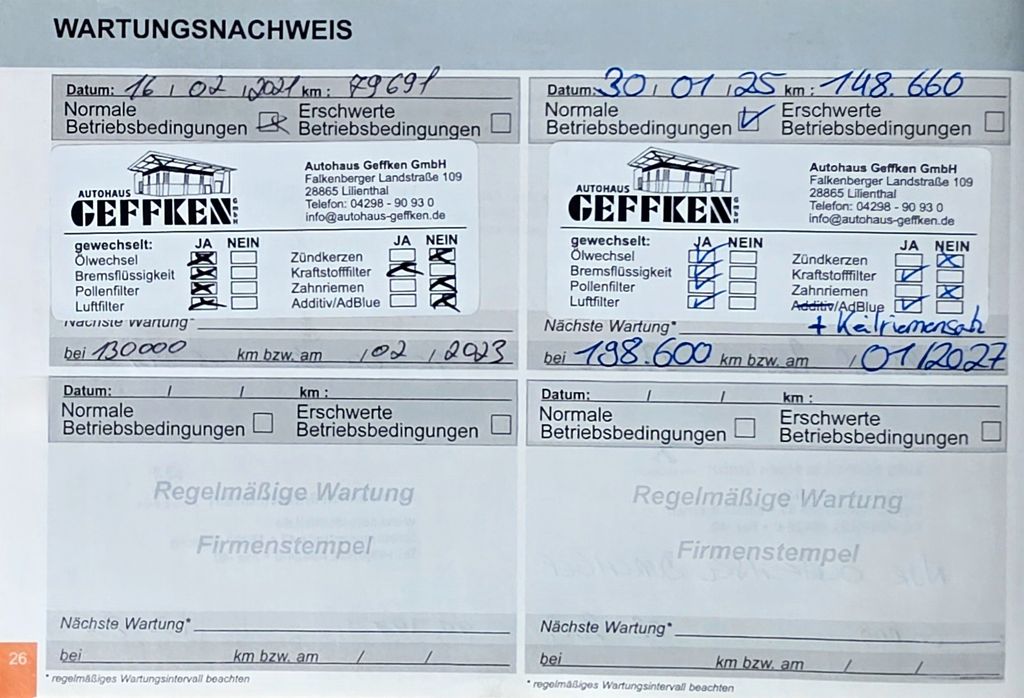 WARTUNGSNACHWEIS
Datum: 16 / 02 / 2021 km : 79691
Normale Betriebsbedingungen
Erschwerte Betriebsbedingungen
AUTOHAUS
GEFFKEN GmbH
Autohaus Geffken GmbH
Falkenberger Landstraße 109
28865 Lilienthal
Telefon: 04298 - 90 93 0
info@autohaus-geffken.de
gewechselt: JA NEIN
Ölwechsel
Bremsflüssigkeit
Pollenfilter
Luftfilter
JA NEIN
Zündkerzen
Kraftstofffilter
Zahnriemen
Additiv/AdBlue
Nächste Wartung*
bei 130000 km bzw. am / 02 / 2023
Datum: 30 / 01 / 25 km : 148.660
Normale Betriebsbedingungen
Erschwerte Betriebsbedingungen
AUTOHAUS
GEFFKEN GmbH
Autohaus Geffken GmbH
Falkenberger Landstraße 109
28865 Lilienthal
Telefon: 04298 - 90 93 0
info@autohaus-geffken.de
gewechselt: JA NEIN
Ölwechsel
Bremsflüssigkeit
Pollenfilter
Luftfilter
JA NEIN
Zündkerzen
Kraftstofffilter
Zahnriemen
Additiv/AdBlue
+ Keilriemensatz
Nächste Wartung*
bei 198.600 km bzw. am / 01/2027
Datum: / / km :
Normale Betriebsbedingungen
Erschwerte Betriebsbedingungen
Regelmäßige Wartung
Firmenstempel
Nächste Wartung*
bei km bzw. am / /
* regelmäßiges Wartungsintervall beachten
Datum: / / km :
Normale Betriebsbedingungen
Erschwerte Betriebsbedingungen
Regelmäßige Wartung
Firmenstempel
Nächste Wartung*
bei km bzw. am / /
* regelmäßiges Wartungsintervall beachten
26